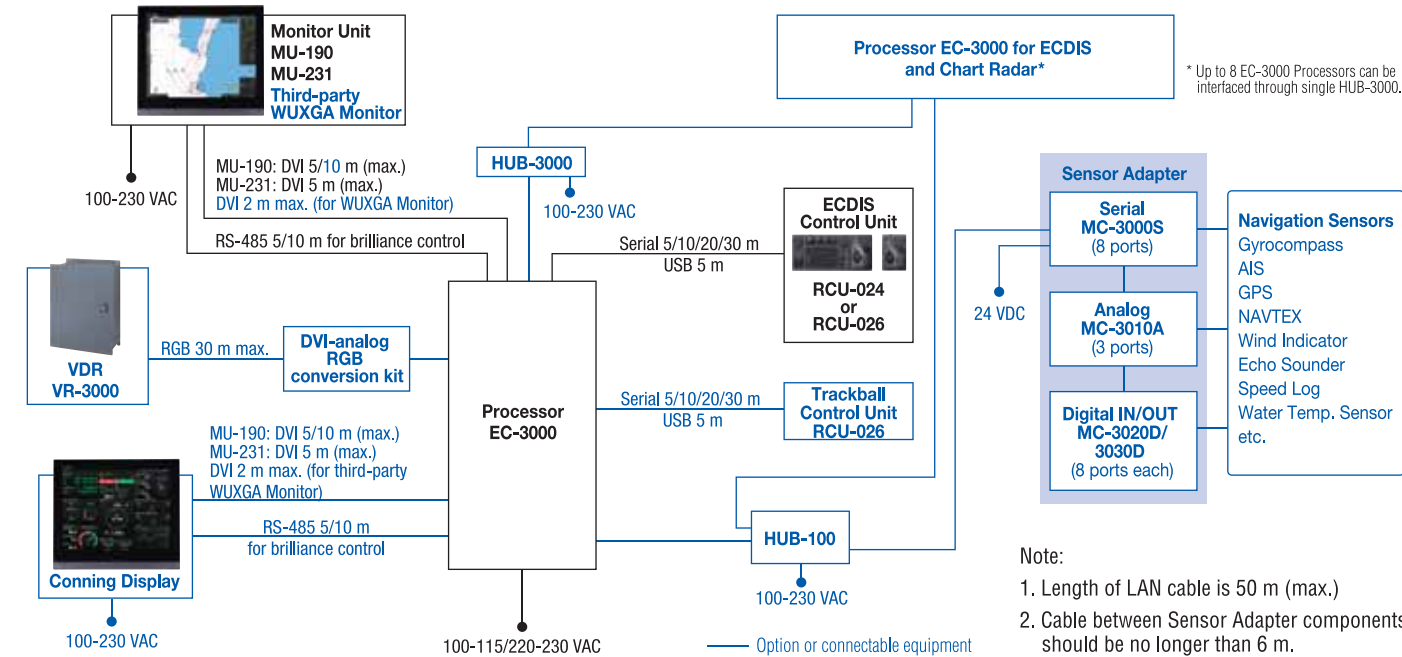 Monitor Unit
MU-190
MU-231
Third-party
WUXGA Monitor
100-230 VAC
MU-190: DVI 5/10 m (max.)
MU-231: DVI 5 m (max.)
DVI 2 m max. (for WUXGA Monitor)
RS-485 5/10 m for brilliance control
Processor EC-3000 for ECDIS
and Chart Radar*
* Up to 8 EC-3000 Processors can be
interfaced through single HUB-3000.
HUB-3000
100-230 VAC
ECDIS
Control Unit
RCU-024
or
RCU-026
Serial 5/10/20/30 m
USB 5 m
VDR
VR-3000
RGB 30 m max.
DVI-analog
RGB
conversion kit
Processor
EC-3000
100-115/220-230 VAC
Serial 5/10/20/30 m
USB 5 m
Trackball
Control Unit
RCU-026
MU-190: DVI 5/10 m (max.)
MU-231: DVI 5 m (max.)
DVI 2 m max. (for third-party
WUXGA Monitor)
RS-485 5/10 m
for brilliance control
Conning Display
100-230 VAC
HUB-100
100-230 VAC
Sensor Adapter
Serial
MC-3000S
(8 ports)
24 VDC
Analog
MC-3010A
(3 ports)
Digital IN/OUT
MC-3020D/
3030D
(8 ports each)
Navigation Sensors
Gyrocompass
AIS
GPS
NAVTEX
Wind Indicator
Echo Sounder
Speed Log
Water Temp. Sensor
etc.
Note:
1. Length of LAN cable is 50 m (max.)
2. Cable between Sensor Adapter components
should be no longer than 6 m.
Option or connectable equipment